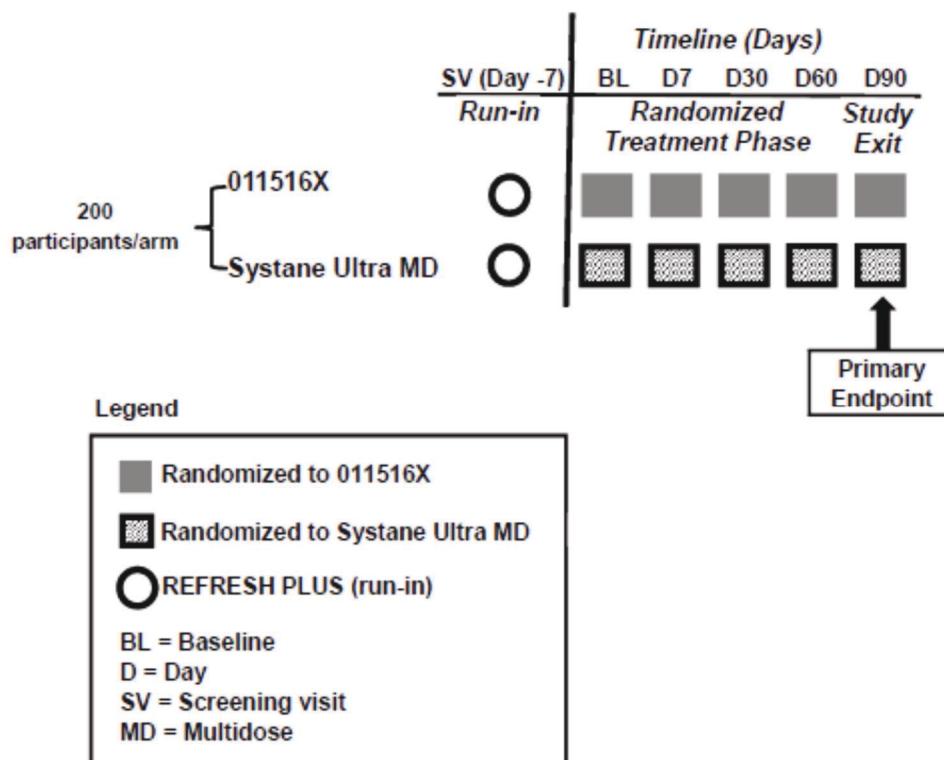 Timeline (Days)
SV (Day -7) BL D7 D30 D60 D90
Run-in Randomized Study
Treatment Phase Exit
011516X
200
participants/arm
Systane Ultra MD
Primary
Endpoint
Legend
Randomized to 011516X
Randomized to Systane Ultra MD
REFRESH PLUS (run-in)
BL = Baseline
D = Day
SV = Screening visit
MD = Multidose